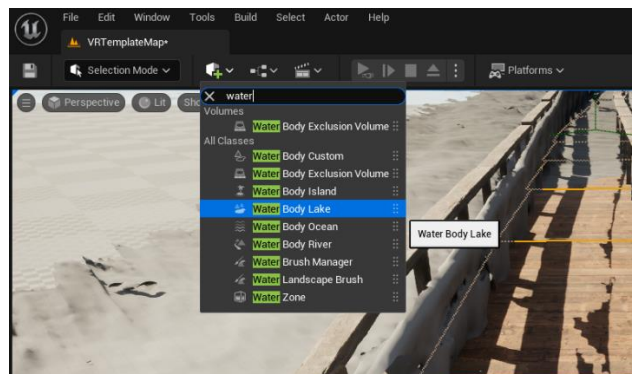 File Edit Window Tools Build Select Actor Help
VRTemplateMap*
Selection Mode Platforms
Perspective Lit Sho
water
Volumes
Water Body Exclusion Volume
All Classes
Water Body Custom
Water Body Exclusion Volume
Water Body Island
Water Body Lake
Water Body Ocean
Water Body Lake
Water Body River
Water Brush Manager
Water Landscape Brush
Water Zone